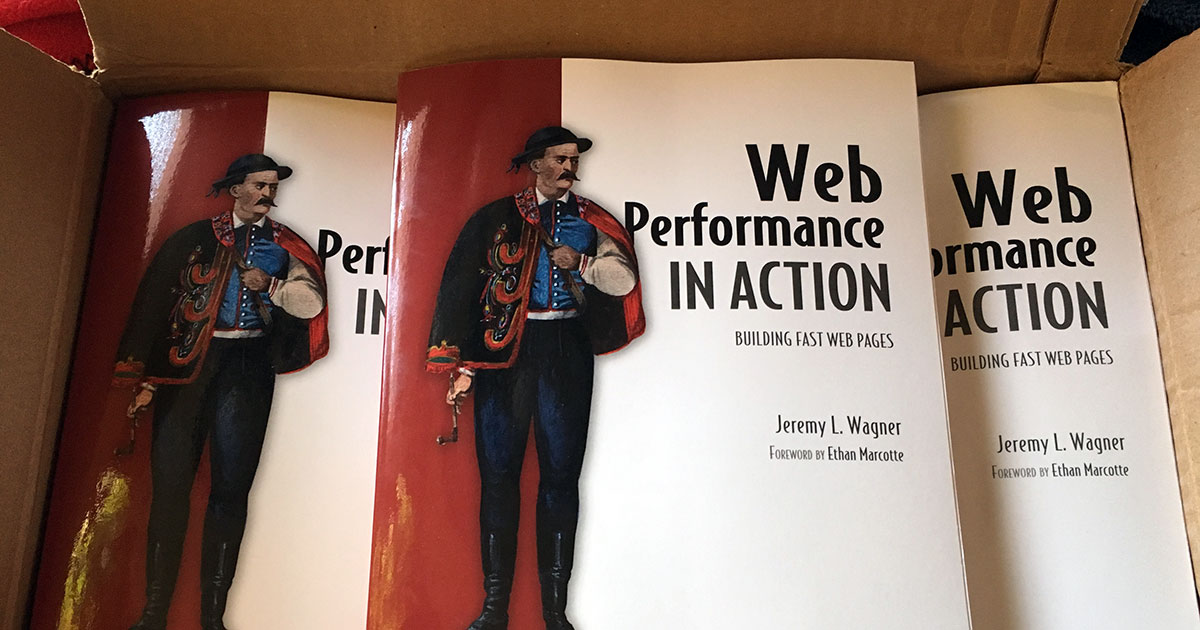 Web
Performance
IN ACTION
BUILDING FAST WEB PAGES
Jeremy L. Wagner
FOREWORD BY Ethan Marcotte
Perf
IN
Web
ormance
ACTION
BUILDING FAST WEB PAGES
Jeremy L. Wagner
FOREWORD BY Ethan Marcotte